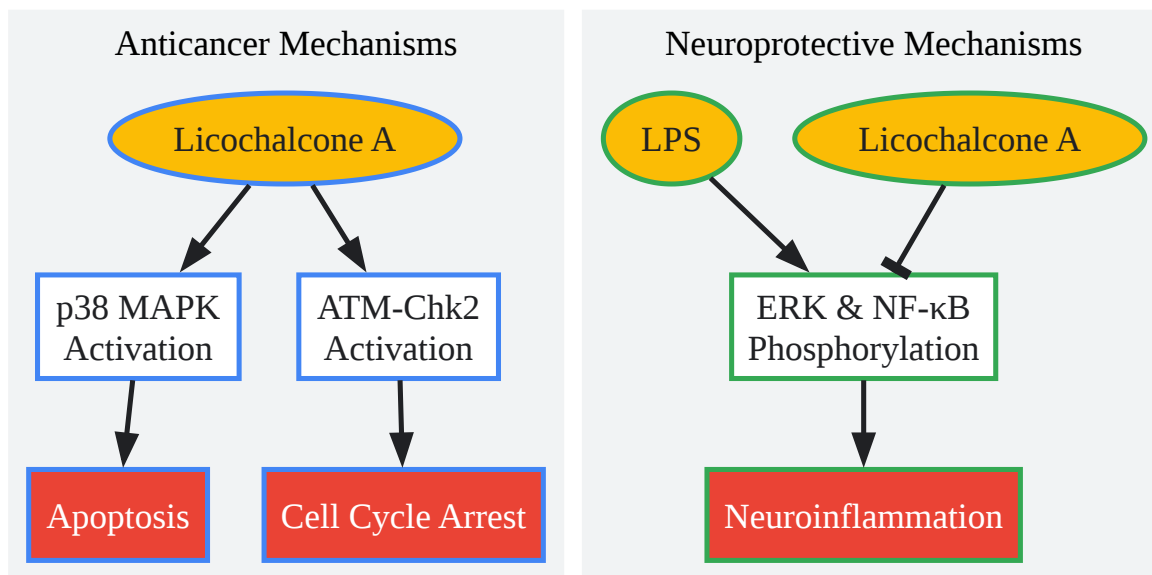 Anticancer Mechanisms
Licochalcone A
p38 MAPK
Activation
ATM-Chk2
Activation
Apoptosis
Cell Cycle Arrest
Neuroprotective Mechanisms
LPS
Licochalcone A
ERK & NF-κB
Phosphorylation
Neuroinflammation